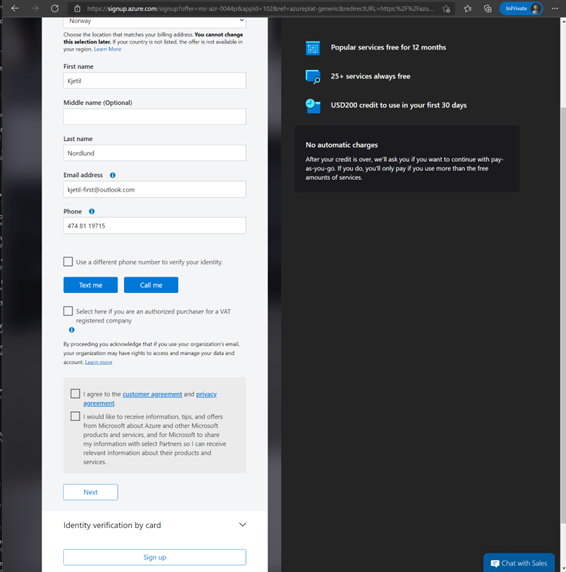 https://signup.azure.com/signup?offer=ms-azr-0044p&appId=102&ref=azureplat-generic&redirectURL=https:%2F%2Fazu...
InPrivate
Norway
Choose the location that matches your billing address. You cannot change
this selection later. If your country is not listed, the offer is not available in
your region. Learn More
First name
Kjetil
Middle name (Optional)
Last name
Nordlund
Email address
kjetil-first@outlook.com
Phone
474 81 19715
Use a different phone number to verify your identity.
Text me
Call me
Select here if you are an authorized purchaser for a VAT
registered company
By proceeding you acknowledge that if you use your organization's email,
your organization may have rights to access and manage your data and
account. Learn more
I agree to the customer agreement and privacy
agreement.
I would like to receive information, tips, and offers
from Microsoft about Azure and other Microsoft
products and services, and for Microsoft to share
my information with select Partners so I can receive
relevant information about their products and
services.
Next
Identity verification by card
Sign up
Popular services free for 12 months
25+ services always free
USD200 credit to use in your first 30 days
No automatic charges
After your credit is over, we'll ask you if you want to continue with pay-
as-you-go. If you do, you'll only pay if you use more than the free
amounts of services.
Chat with Sales